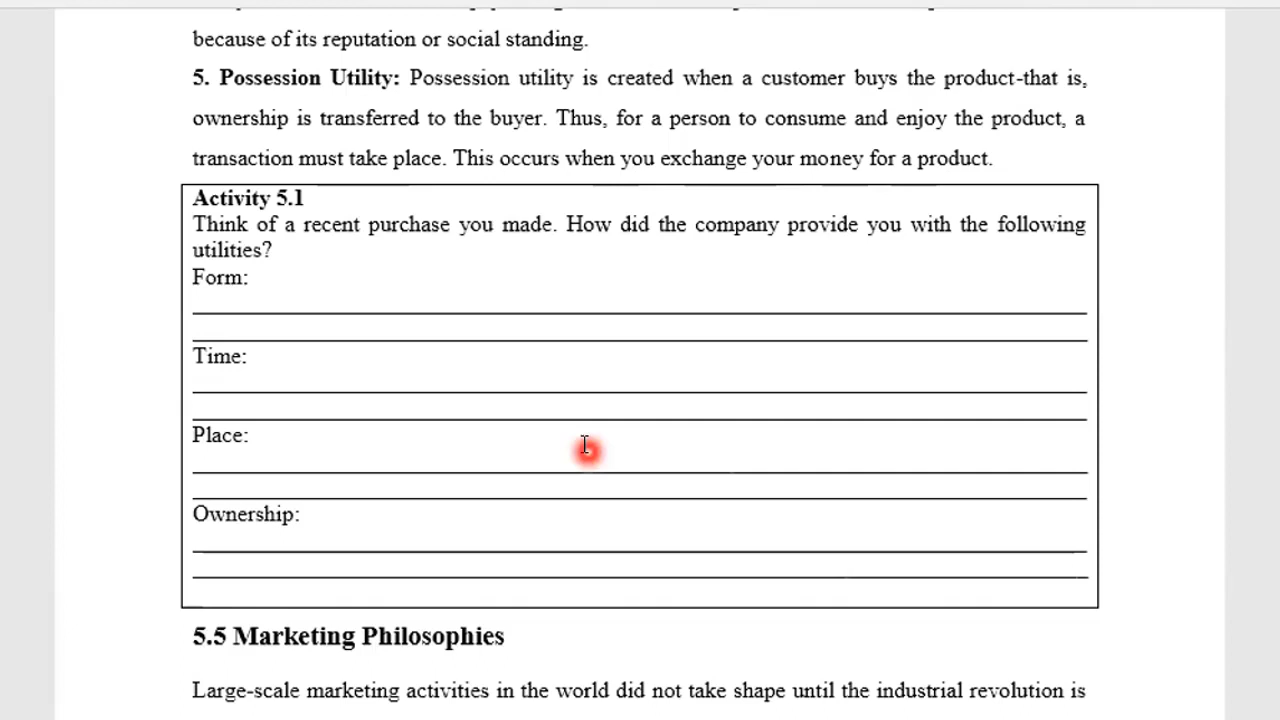 because of its reputation or social standing.
5. Possession Utility: Possession utility is created when a customer buys the product-that is,
ownership is transferred to the buyer. Thus, for a person to consume and enjoy the product, a
transaction must take place. This occurs when you exchange your money for a product.
Activity 5.1
Think of a recent purchase you made. How did the company provide you with the following
utilities?
Form:
Time:
Place:
Ownership:
5.5 Marketing Philosophies
Large-scale marketing activities in the world did not take shape until the industrial revolution is